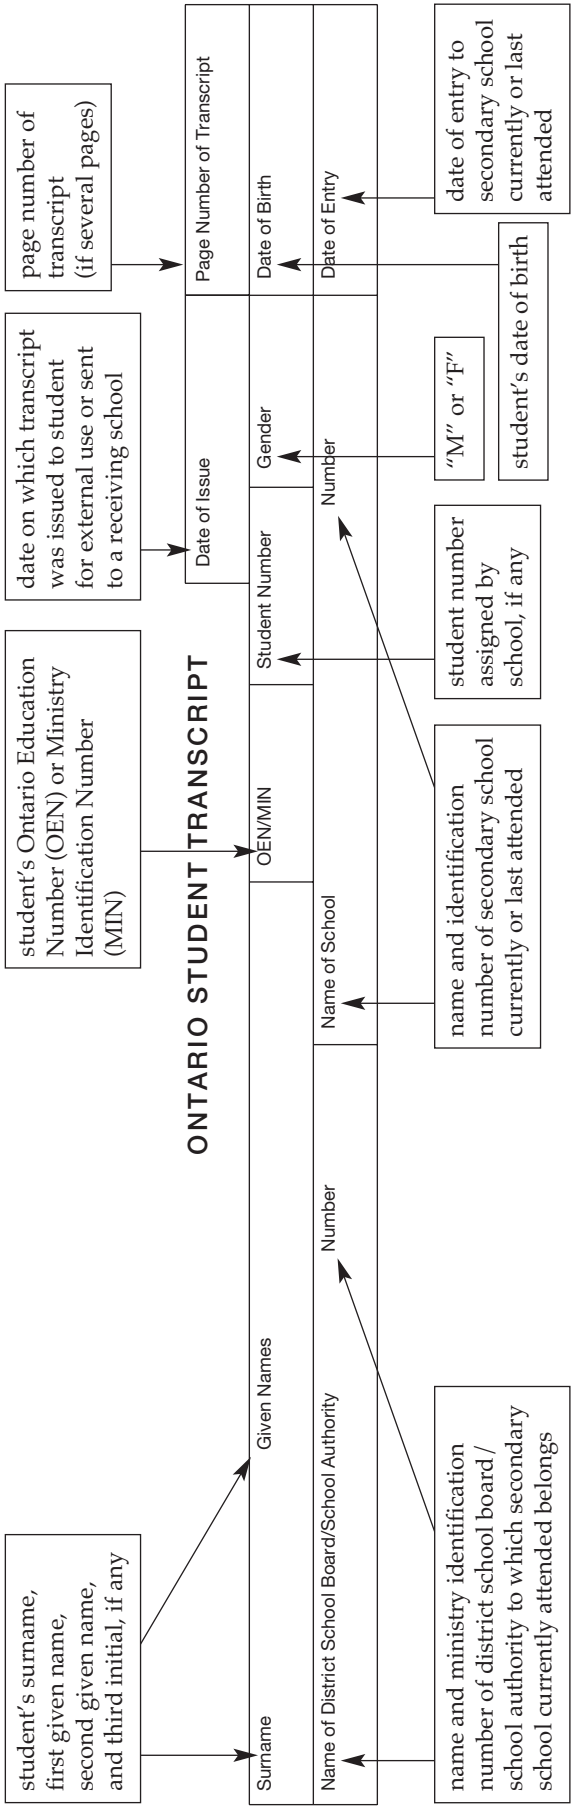 student's surname,
first given name,
second given name,
and third initial, if any
student's Ontario Education
Number (OEN) or Ministry
Identification Number
(MIN)
date on which transcript
was issued to student
for external use or sent
to a receiving school
page number of
transcript
(if several pages)
ONTARIO STUDENT TRANSCRIPT
Date of Issue
Page Number of Transcript
Surname
Given Names
OEN/MIN
Student Number
Gender
Date of Birth
Name of District School Board/School Authority
Number
Name of School
Number
Date of Entry
name and ministry identification
number of district school board/
school authority to which secondary
school currently attended belongs
name and identification
number of secondary school
currently or last attended
student number
assigned by
school, if any
“M” or “F”
student's date of birth
date of entry to
secondary school
currently or last
attended